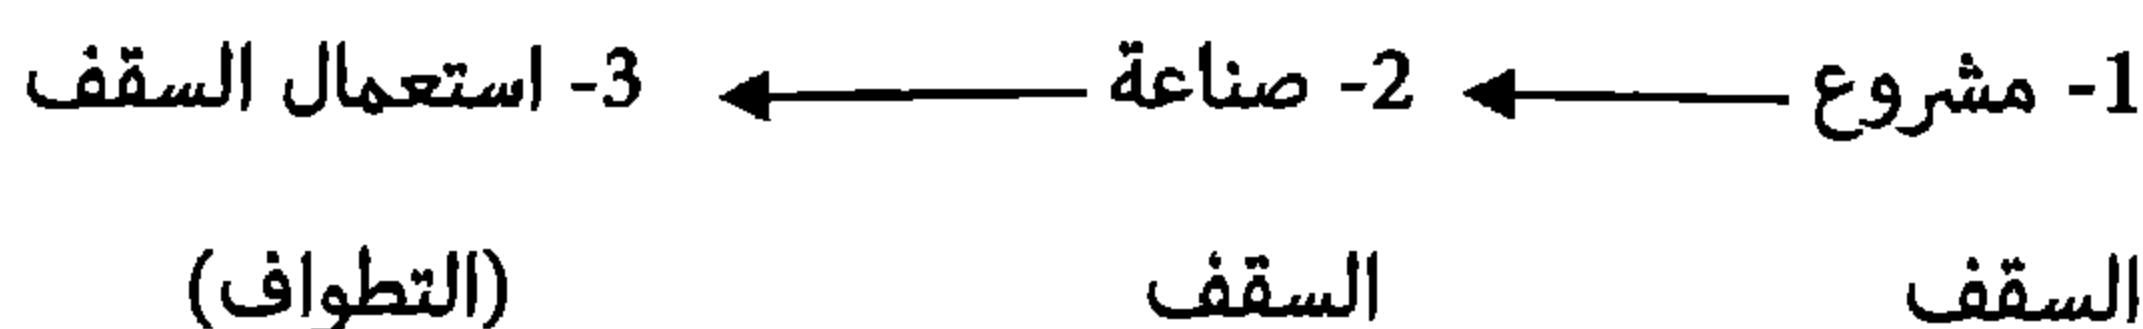 1- مشروع 2- صناعة 3- استعمال السقف
السقف السقف (التطواف)